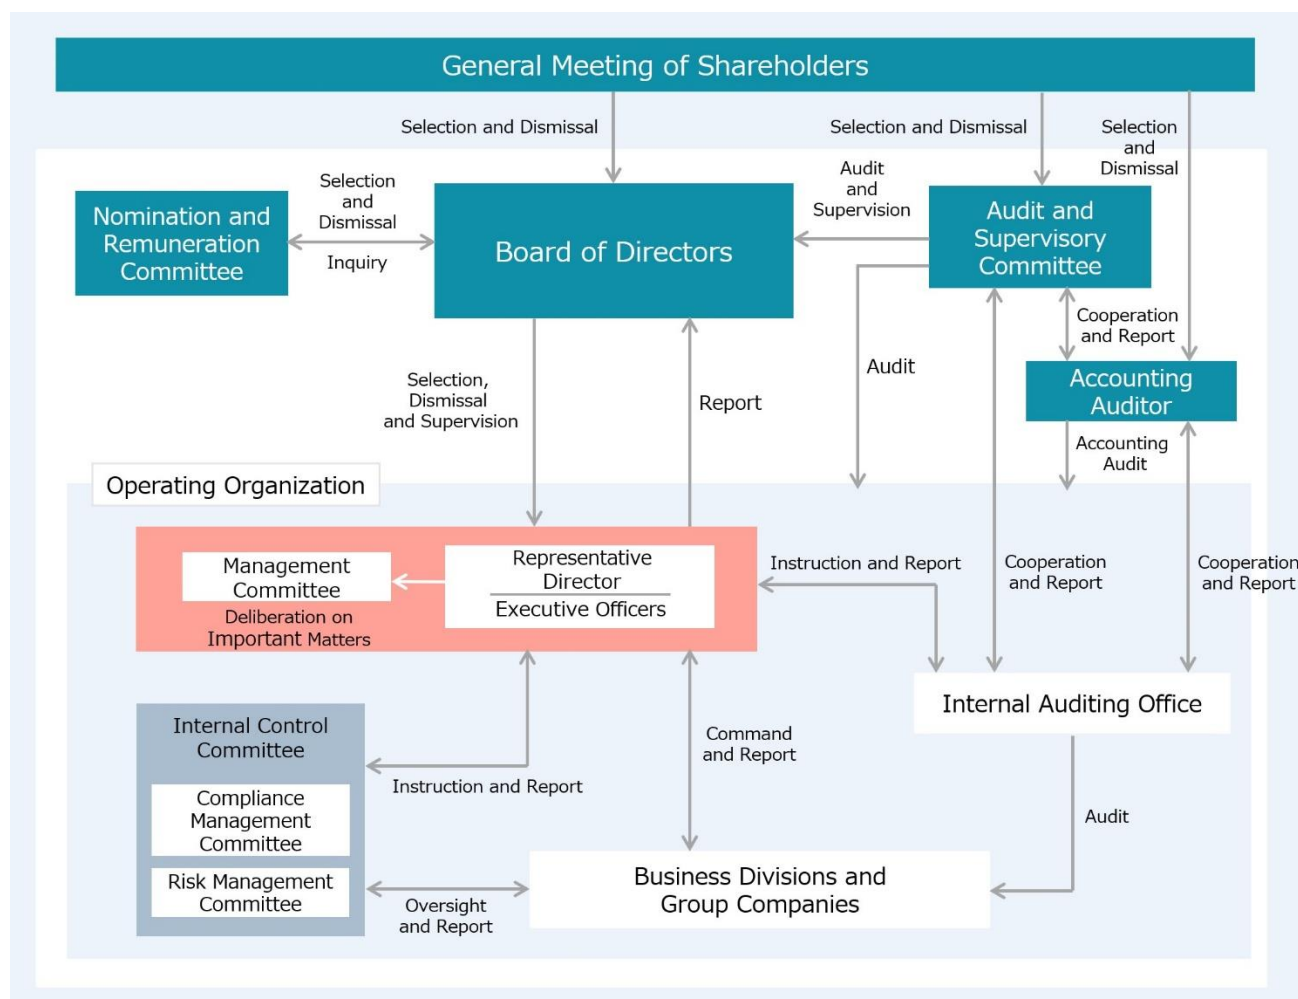 General Meeting of Shareholders
Selection and Dismissal
Selection and Dismissal
Selection
and
Dismissal
Selection
and
Dismissal
Audit
and
Supervision
Nomination and
Remuneration
Committee
Inquiry
Board of Directors
Audit and
Supervisory
Committee
Cooperation
and Report
Selection,
Dismissal
and Supervision
Report
Audit
Accounting
Auditor
Accounting
Audit
Operating Organization
Management
Committee
Deliberation on
Important Matters
Representative
Director
Executive Officers
Instruction and Report
Cooperation
and Report
Cooperation
and Report
Internal Auditing Office
Internal Control
Committee
Compliance
Management
Committee
Risk Management
Committee
Instruction and Report
Command
and Report
Audit
Oversight
and Report
Business Divisions and
Group Companies